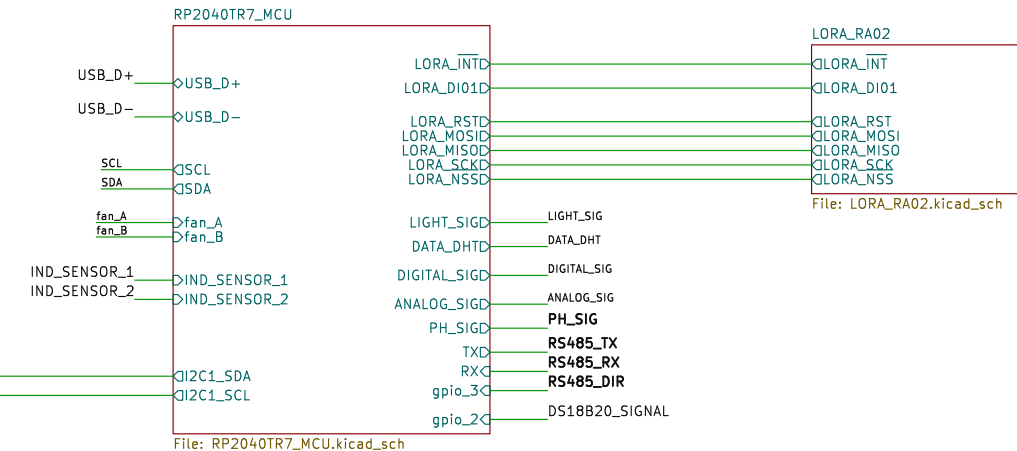 RP2040TR7_MCU
LORA_RA02
USB_D+
USB_D-
SCL
SDA
fan_A
fan_B
IND_SENSOR_1
IND_SENSOR_2
USB_D+
USB_D-
SCL
SDA
fan_A
fan_B
IND_SENSOR_1
IND_SENSOR_2
I2C1_SDA
I2C1_SCL
LORA_INT
LORA_DI01
LORA_RST
LORA_MOSI
LORA_MISO
LORA_SCK
LORA_NSS
LIGHT_SIG
DATA_DHT
DIGITAL_SIG
ANALOG_SIG
PH_SIG
TX
RX
gpio_3
gpio_2
LIGHT_SIG
DATA_DHT
DIGITAL_SIG
ANALOG_SIG
PH_SIG
RS485_TX
RS485_RX
RS485_DIR
DS18B20_SIGNAL
LORA_INT
LORA_DI01
LORA_RST
LORA_MOSI
LORA_MISO
LORA_SCK
LORA_NSS
File: LORA_RA02.kicad_sch
File: RP2040TR7_MCU.kicad_sch